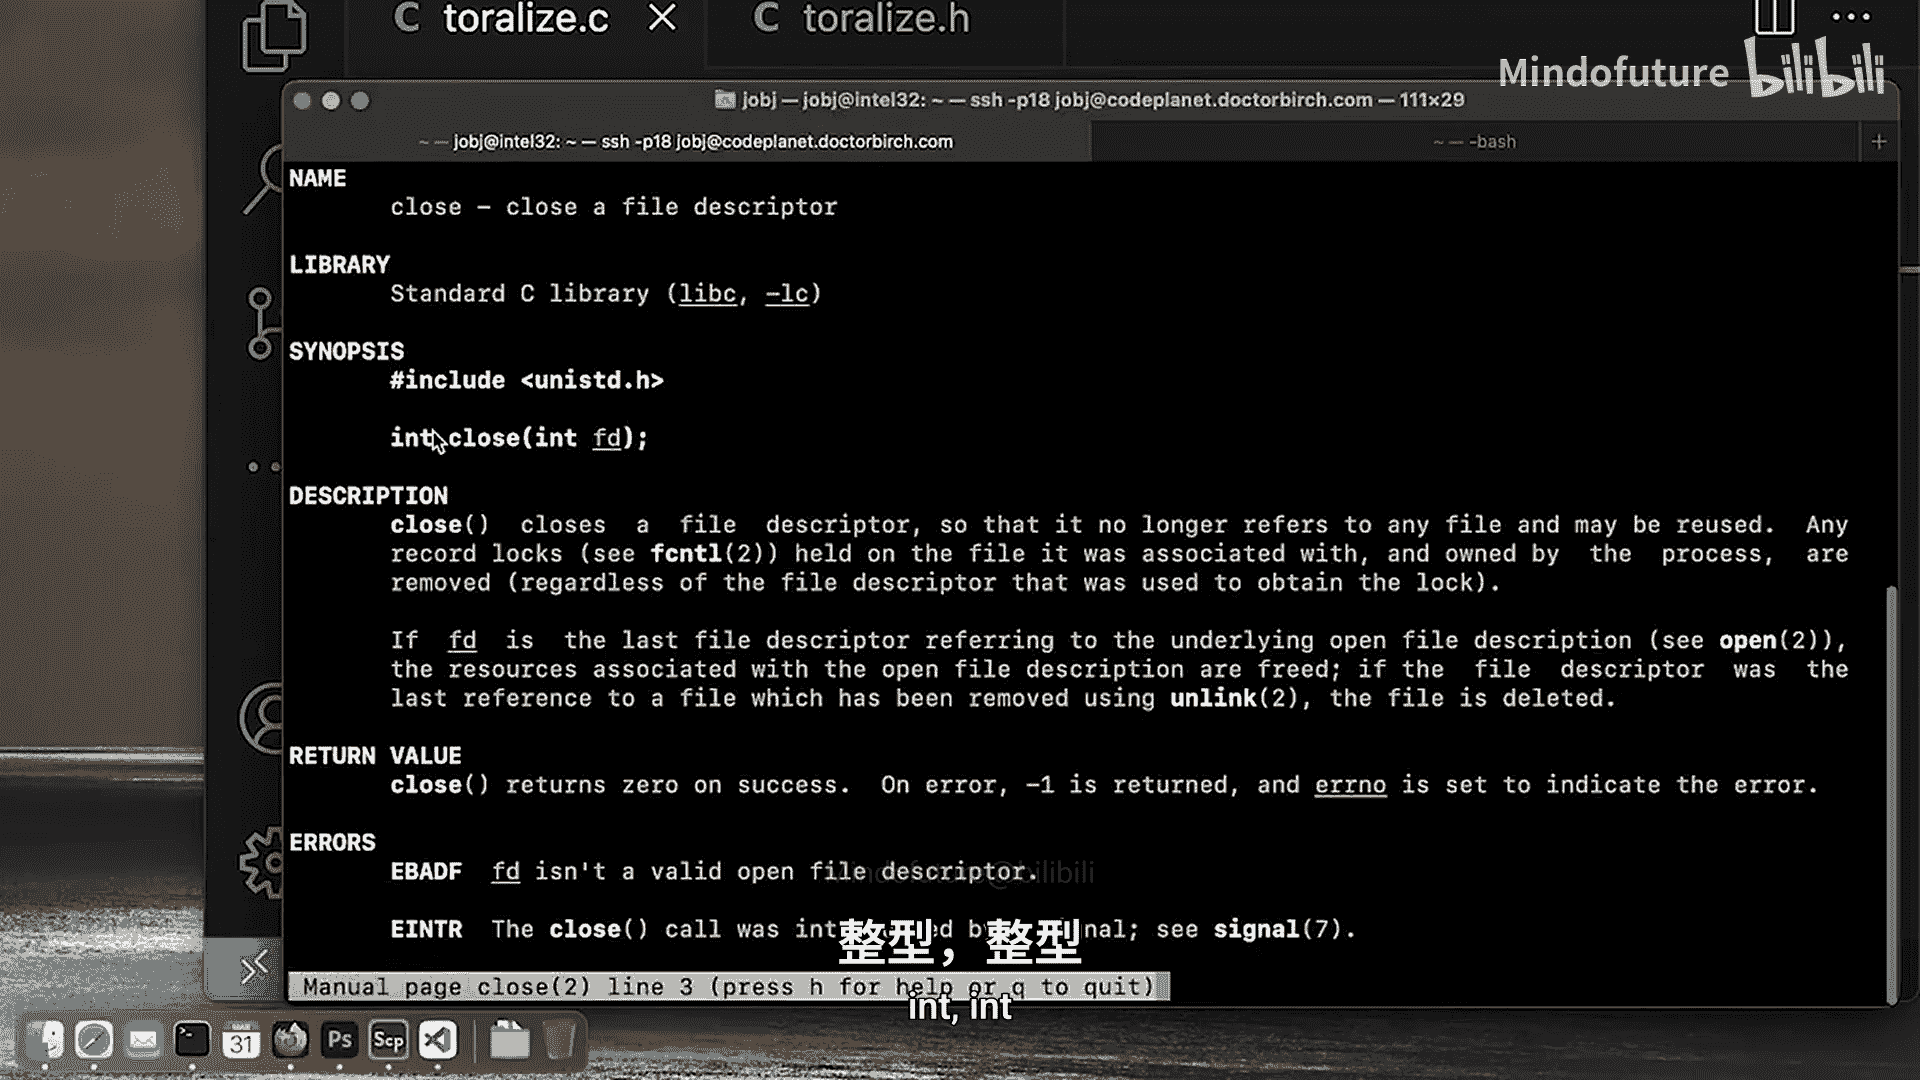 toralize.c
toralize.h
Mindofuture bilibili
jobj — jobj@intel32: ~ — ssh -p18 jobj@codeplanet.doctorbirch.com — 111×29
~ — jobj@intel32: ~ — ssh -p18 jobj@codeplanet.doctorbirch.com
~ — -bash
NAME
close – close a file descriptor
LIBRARY
Standard C library (libc, -lc)
SYNOPSIS
#include <unistd.h>
int close(int fd);
DESCRIPTION
close() closes a file descriptor, so that it no longer refers to any file and may be reused. Any
record locks (see fcntl(2)) held on the file it was associated with, and owned by the process, are
removed (regardless of the file descriptor that was used to obtain the lock).
If fd is the last file descriptor referring to the underlying open file description (see open(2)),
the resources associated with the open file description are freed; if the file descriptor was the
last reference to a file which has been removed using unlink(2), the file is deleted.
RETURN VALUE
close() returns zero on success. On error, -1 is returned, and errno is set to indicate the error.
ERRORS
EBADF fd isn't a valid open file descriptor.
Mindofuture@bilibili
EINTR The close() call was interrupted by a signal; see signal(7).
整型，整型
Manual page close(2) line 3 (press h for help or q to quit)
int, int
31
Ps
Scp